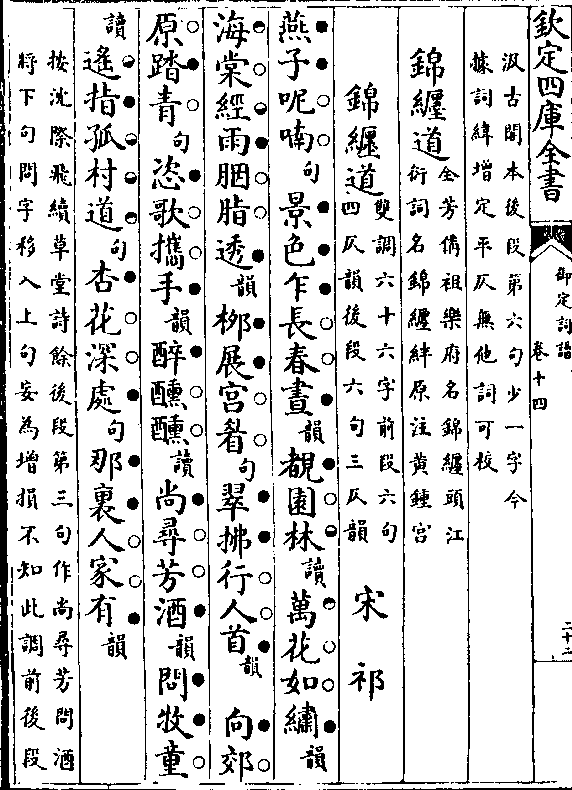 欽定四庫全書
御定詞譜
卷十四
二十二
汲古閣本後段第六句少一字今
據詞緯增定平仄無他詞可校
錦纏道全芳備祖樂府名錦纏頭江
衍詞名錦纏絆原注黃鍾宫
錦纏道雙調六十六字前段六句
四仄韻後段六句三仄韻
宋祁
燕子呢喃句景色乍長春晝韻覩園林讀萬花如繡韻
海棠經雨胭脂透韻桞展宫眉句翠拂行人首韻向郊
原踏青句恣歌攜手韻醉醺醺讀尚尋芳酒韻問牧童
讀遙指孤村道句杏花深處句那裏人家有韻
按沈際飛續草堂詩餘後段第三句作尚尋芳問酒
將下句問字移入上句妄為增損不知此調前後段